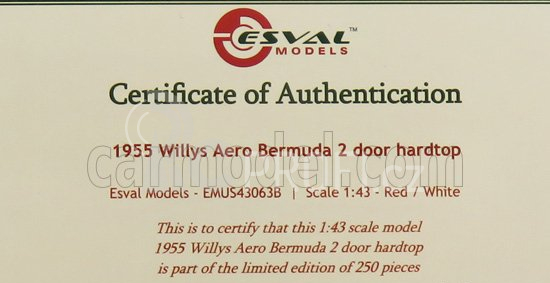 ESVAL™
MODELS
Certificate of Authentication
1955 Willys Aero Bermuda 2 door hardtop
carmodel.com
Esval Models - EMUS43063B | Scale 1:43 - Red / White
This is to certify that this 1:43 scale model
1955 Willys Aero Bermuda 2 door hardtop
is part of the limited edition of 250 pieces